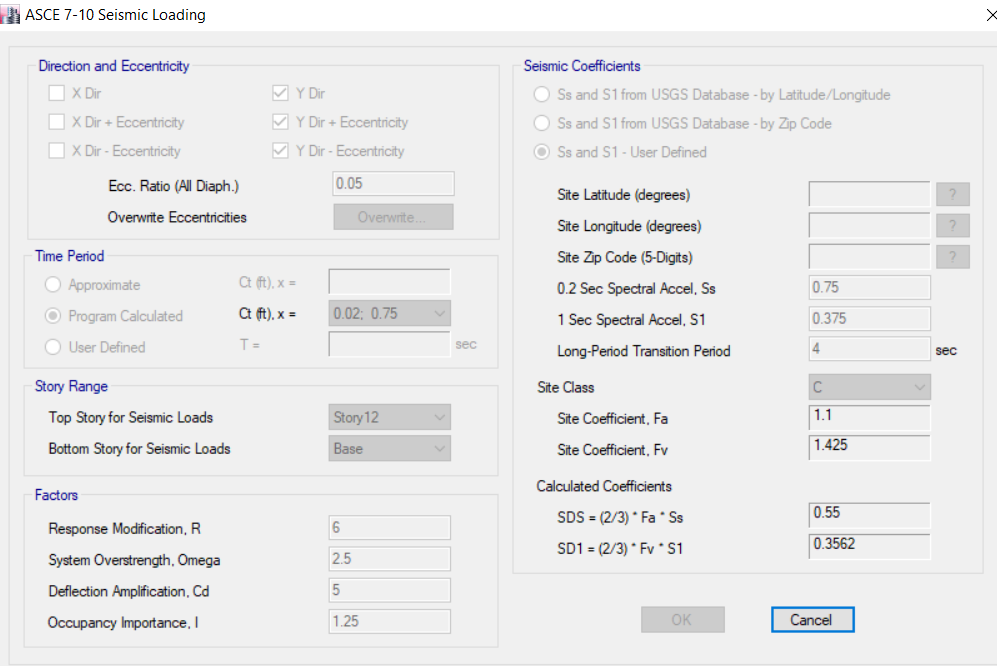 ASCE 7-10 Seismic Loading
Direction and Eccentricity
X Dir
Y Dir
X Dir + Eccentricity
Y Dir + Eccentricity
X Dir - Eccentricity
Y Dir - Eccentricity
Ecc. Ratio (All Diaph.)
0.05
Overwrite Eccentricities
Overwrite...
Time Period
Approximate
Ct (ft), x =
Program Calculated
Ct (ft), x =
0.02; 0.75
User Defined
T =
sec
Story Range
Top Story for Seismic Loads
Story12
Bottom Story for Seismic Loads
Base
Factors
Response Modification, R
6
System Overstrength, Omega
2.5
Deflection Amplification, Cd
5
Occupancy Importance, I
1.25
Seismic Coefficients
Ss and S1 from USGS Database - by Latitude/Longitude
Ss and S1 from USGS Database - by Zip Code
Ss and S1 - User Defined
Site Latitude (degrees)
?
Site Longitude (degrees)
?
Site Zip Code (5-Digits)
?
0.2 Sec Spectral Accel, Ss
0.75
1 Sec Spectral Accel, S1
0.375
Long-Period Transition Period
4
sec
Site Class
C
Site Coefficient, Fa
1.1
Site Coefficient, Fv
1.425
Calculated Coefficients
SDS = (2/3) * Fa * Ss
0.55
SD1 = (2/3) * Fv * S1
0.3562
OK
Cancel